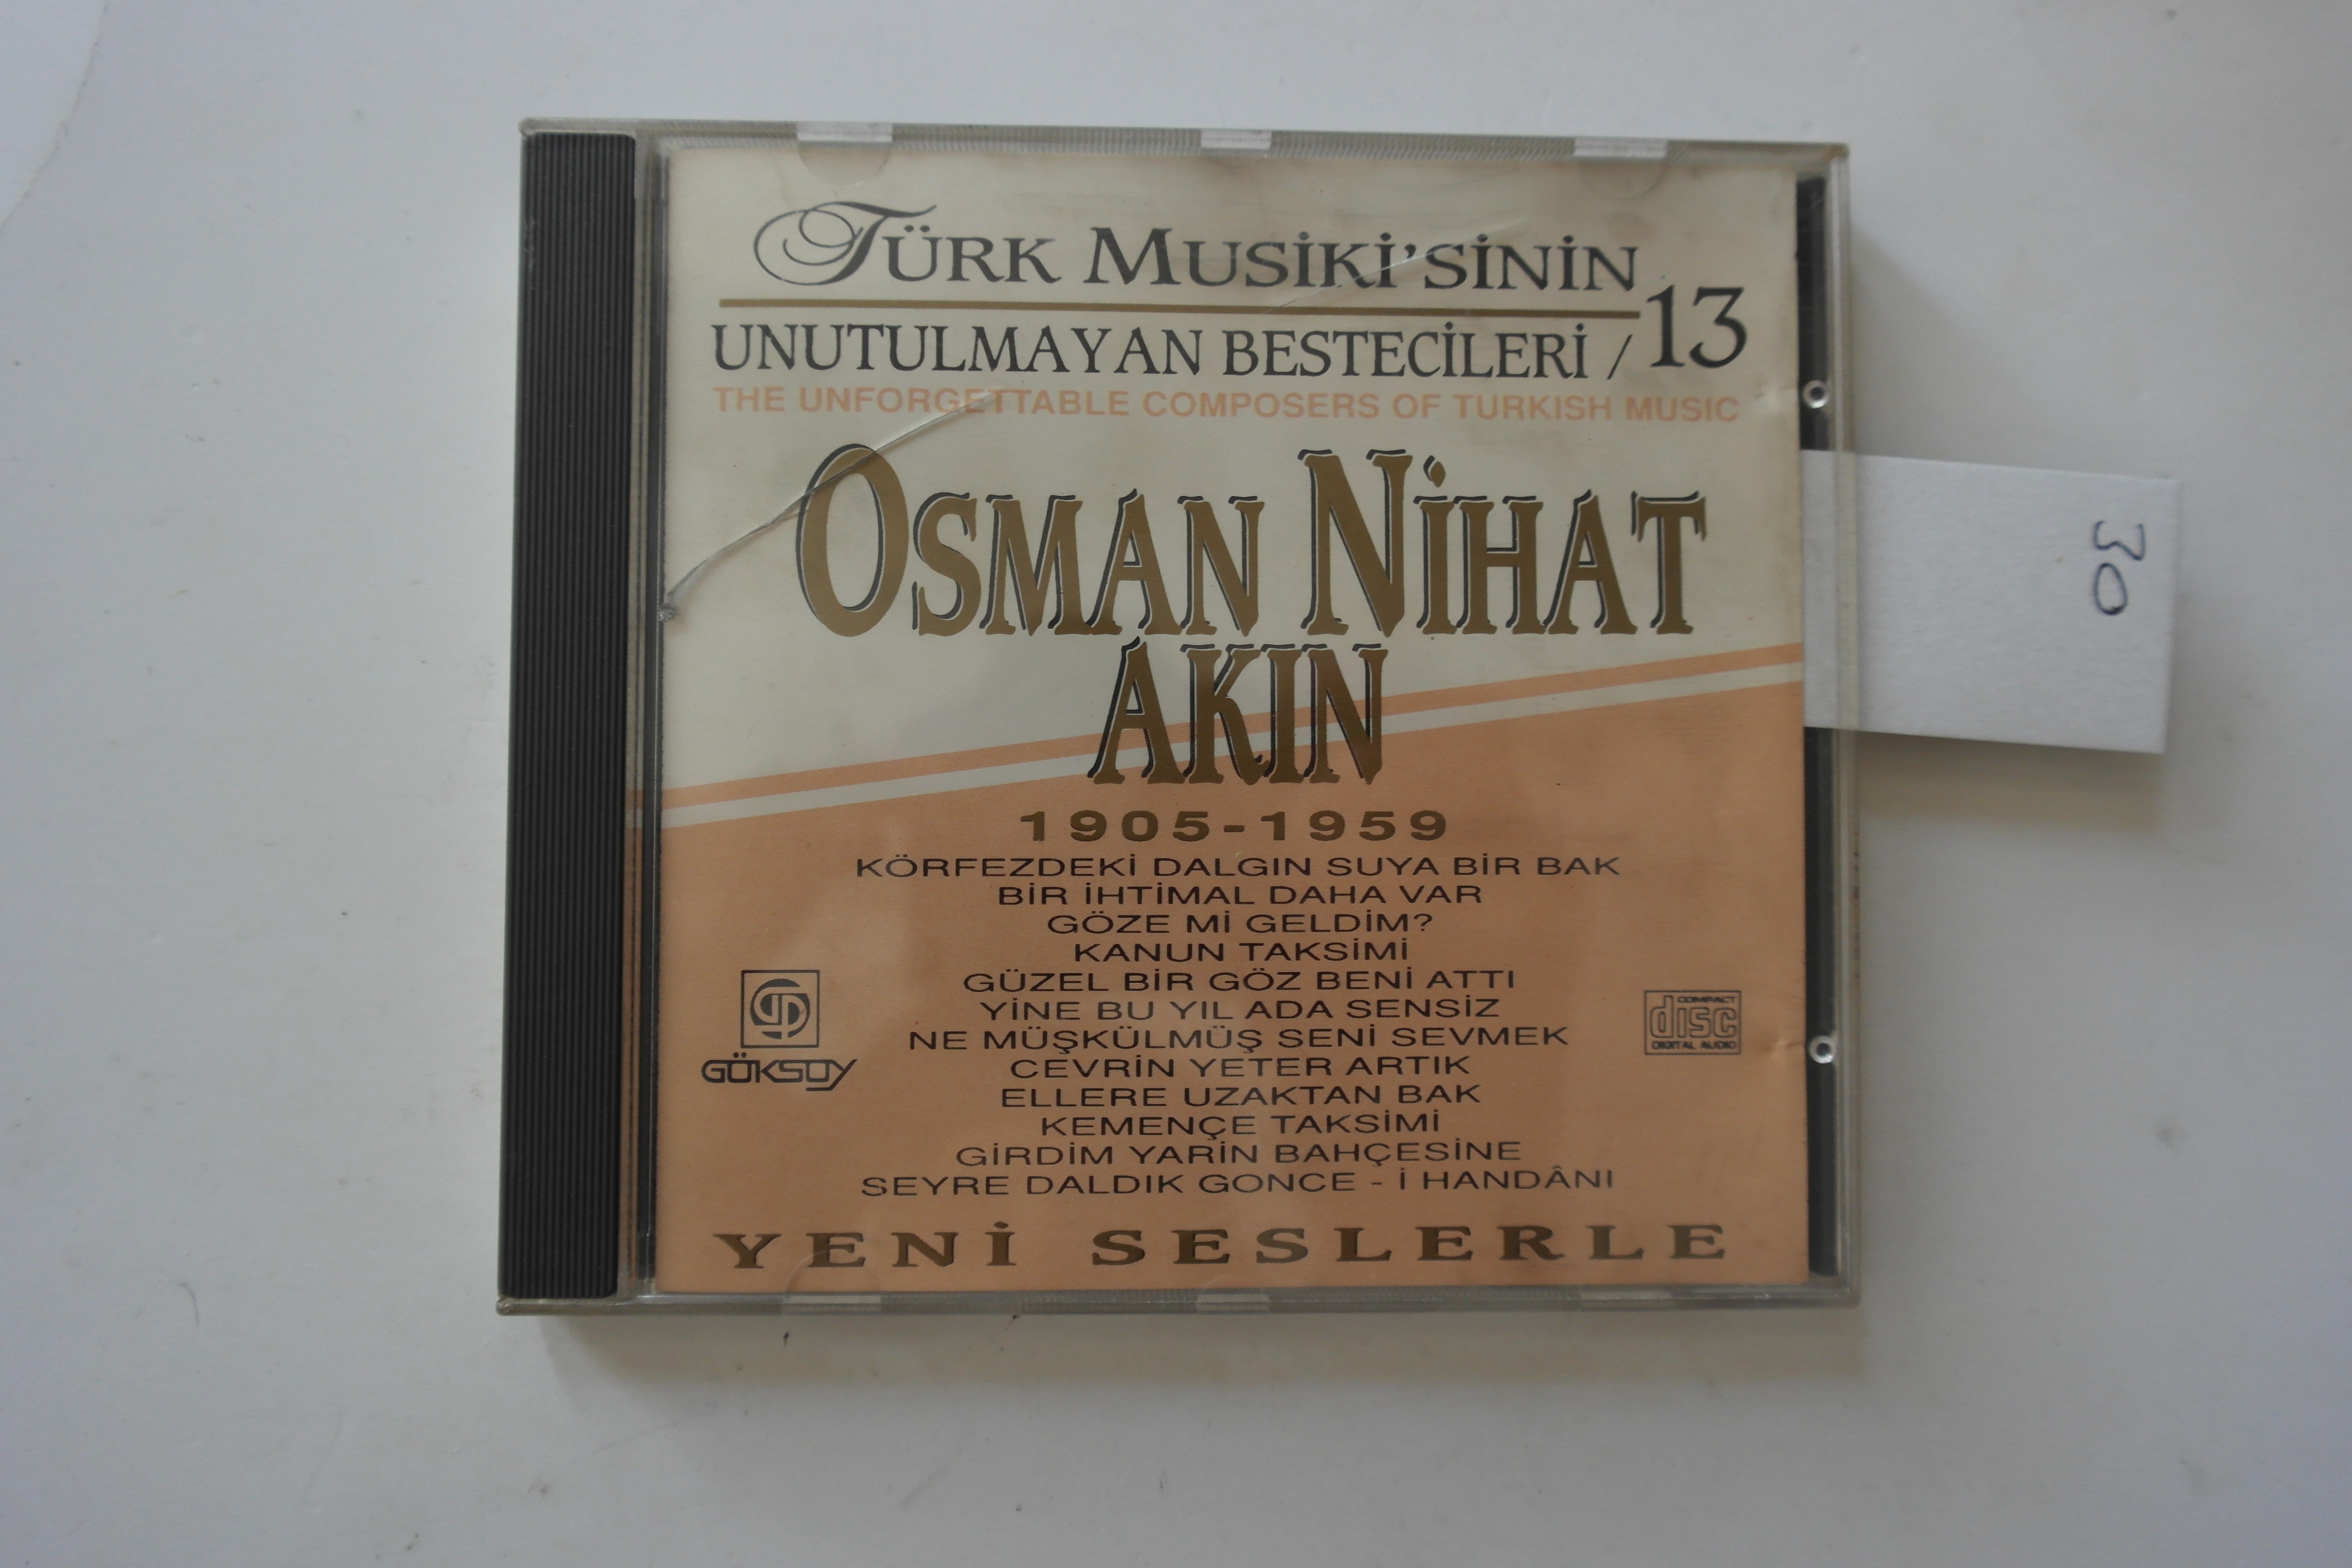 TÜRK MUSİKİ'SİNİN
UNUTULMAYAN BESTECİLERİ / 13
THE UNFORGETTABLE COMPOSERS OF TURKISH MUSIC
OSMAN NİHAT
AKIN
1905-1959
KÖRFEZDEKİ DALGIN SUYA BİR BAK
BİR İHTİMAL DAHA VAR
GÖZE Mİ GELDİM?
KANUN TAKSİMİ
GÜZEL BİR GÖZ BENİ ATTI
YİNE BU YIL ADA SENSİZ
NE MÜŞKÜLMÜŞ SENİ SEVMEK
CEVRİN YETER ARTIK
ELLERE UZAKTAN BAK
KEMENÇE TAKSİMİ
GİRDİM YARİN BAHÇESİNE
SEYRE DALDIK GONCE - İ HANDÂNI
GÖKSOY
COMPACT
disc
DIGITAL AUDIO
YENİ SESLERLE
30